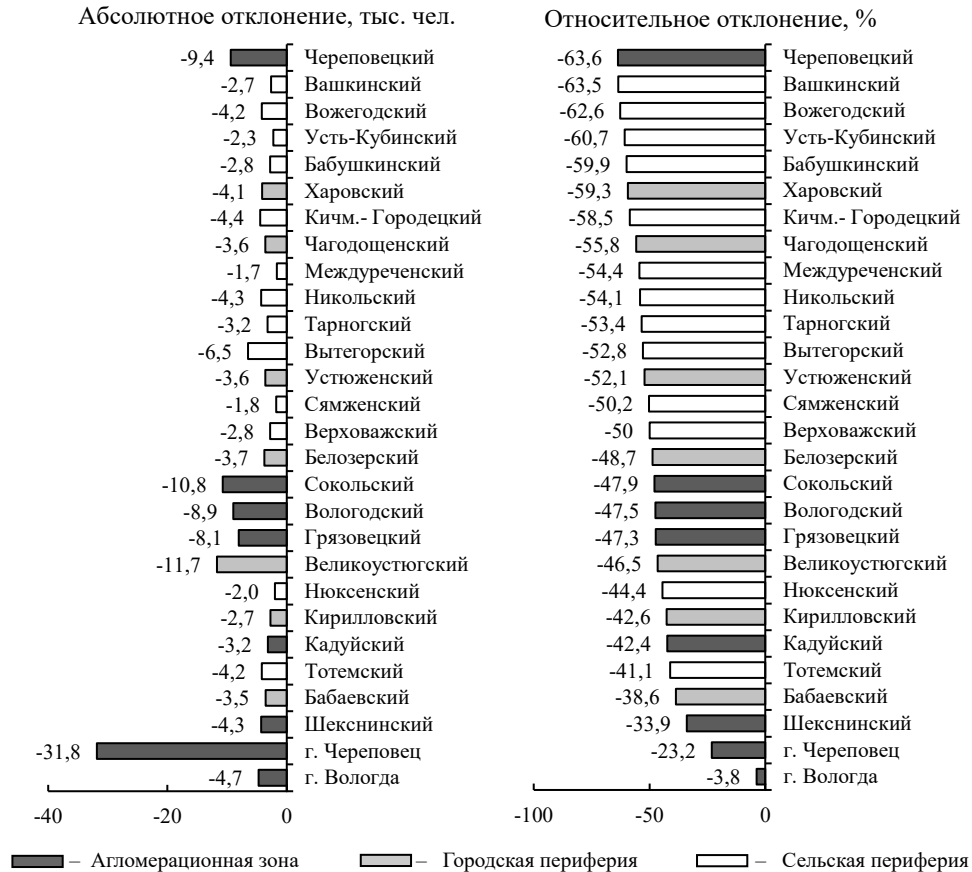 Абсолютное отклонение, тыс. чел.
-9,4 Череповецкий
-2,7 Вашкинский
-4,2 Вожегодский
-2,3 Усть-Кубинский
-2,8 Бабушкинский
-4,1 Харовский
-4,4 Кичм.- Городецкий
-3,6 Чагодощенский
-1,7 Междуреченский
-4,3 Никольский
-3,2 Тарногский
-6,5 Вытегорский
-3,6 Устюженский
-1,8 Сямженский
-2,8 Верховажский
-3,7 Белозерский
-10,8 Сокольский
-8,9 Вологодский
-8,1 Грязовецкий
-11,7 Великоустюгский
-2,0 Нюксенский
-2,7 Кирилловский
-3,2 Кадуйский
-4,2 Тотемский
-3,5 Бабаевский
-4,3 Шекснинский
-31,8 г. Череповец
-4,7 г. Вологда
-40 -20 0
Относительное отклонение, %
-63,6 Череповецкий
-63,5 Вашкинский
-62,6 Вожегодский
-60,7 Усть-Кубинский
-59,9 Бабушкинский
-59,3 Харовский
-58,5 Кичм.- Городецкий
-55,8 Чагодощенский
-54,4 Междуреченский
-54,1 Никольский
-53,4 Тарногский
-52,8 Вытегорский
-52,1 Устюженский
-50,2 Сямженский
-50 Верховажский
-48,7 Белозерский
-47,9 Сокольский
-47,5 Вологодский
-47,3 Грязовецкий
-46,5 Великоустюгский
-44,4 Нюксенский
-42,6 Кирилловский
-42,4 Кадуйский
-41,1 Тотемский
-38,6 Бабаевский
-33,9 Шекснинский
-23,2 г. Череповец
-3,8 г. Вологда
-100 -50 0
– Агломерационная зона – Городская периферия – Сельская периферия